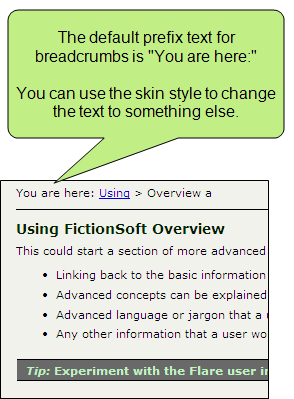 The default prefix text for
breadcrumbs is "You are here:"
You can use the skin style to change
the text to something else.
You are here: Using > Overview a
Using FictionSoft Overview
This could start a section of more advanced
• Linking back to the basic information
• Advanced concepts can be explained
• Advanced language or jargon that a
• Any other information that a user wo
Tip: Experiment with the Flare user in